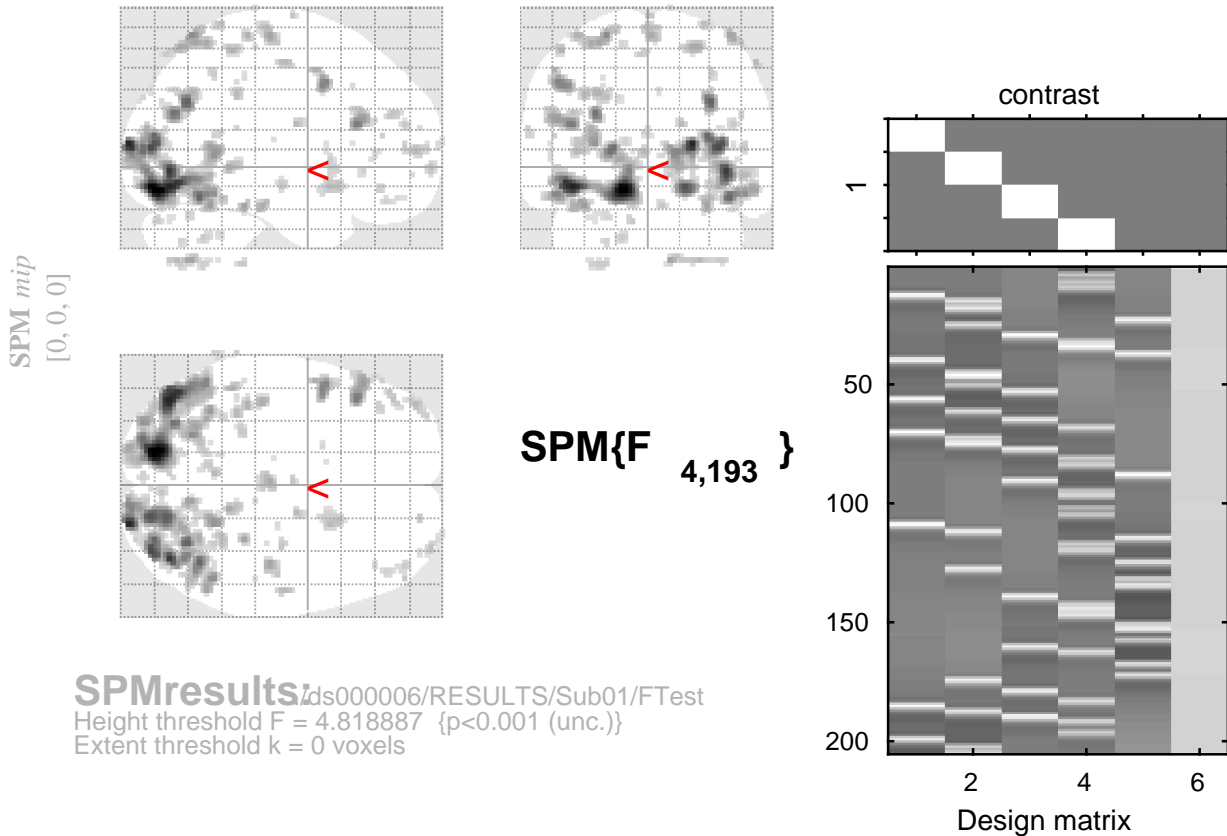 SPM mip
[0, 0, 0]
<
<
<
SPM{F 4,193 }
SPMresults: /ds000006/RESULTS/Sub01/FTest
Height threshold F = 4.818887 {p<0.001 (unc.)}
Extent threshold k = 0 voxels
contrast
1
50
100
150
200
2 4 6
Design matrix